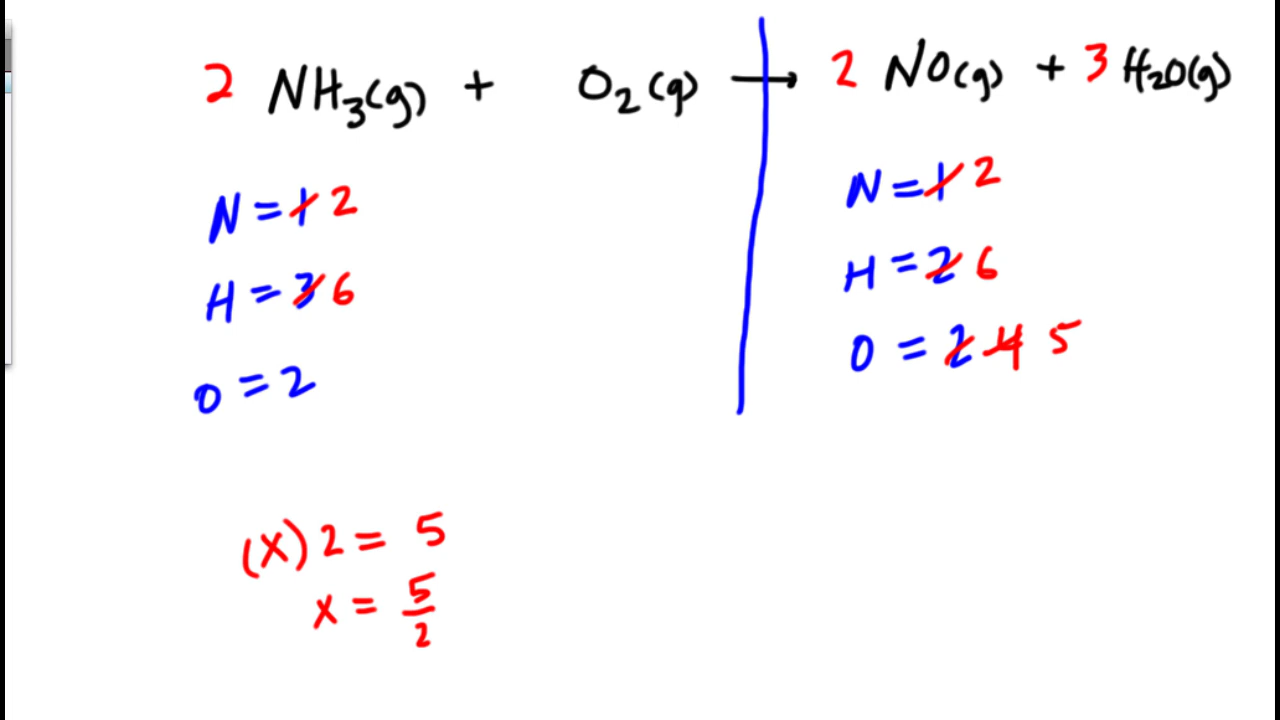 2 NH₃(g) + O₂(g) → 2 NO(g) + 3 H₂O(g)
N = 1 2
H = 3 6
O = 2
N = 1 2
H = 2 6
O = 2 4 5
(x) 2 = 5
x = 5/2